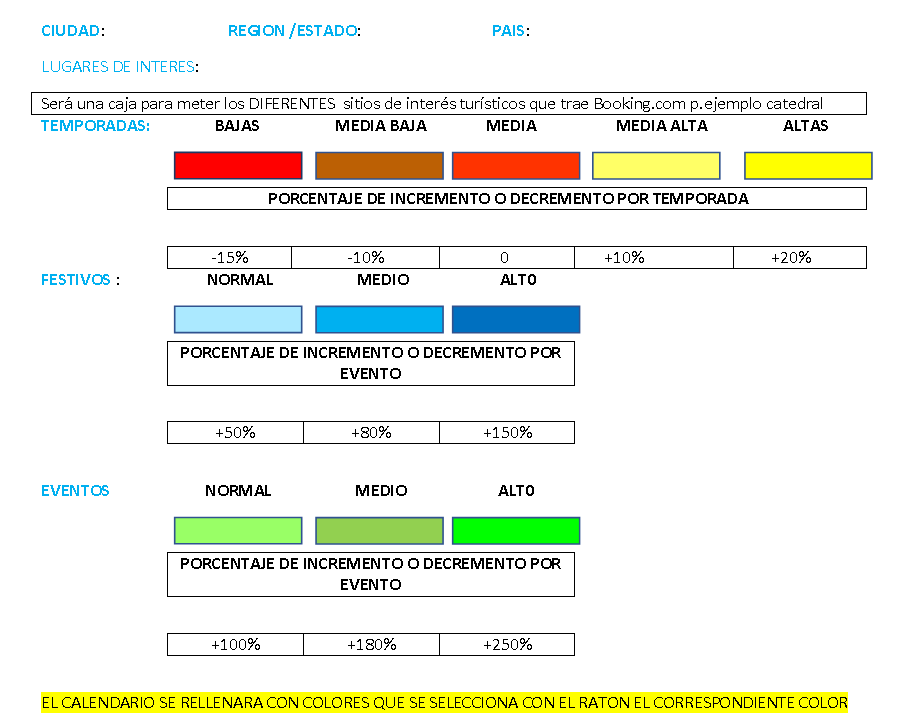 CIUDAD: REGION /ESTADO: PAIS:
LUGARES DE INTERES:
Será una caja para meter los DIFERENTES sitios de interés turísticos que trae Booking.com p.ejemplo catedral
TEMPORADAS: BAJAS MEDIA BAJA MEDIA MEDIA ALTA ALTAS
PORCENTAJE DE INCREMENTO O DECREMENTO POR TEMPORADA
-15% -10% 0 +10% +20%
FESTIVOS : NORMAL MEDIO ALT0
PORCENTAJE DE INCREMENTO O DECREMENTO POR
EVENTO
+50% +80% +150%
EVENTOS NORMAL MEDIO ALT0
PORCENTAJE DE INCREMENTO O DECREMENTO POR
EVENTO
+100% +180% +250%
EL CALENDARIO SE RELLENARA CON COLORES QUE SE SELECCIONA CON EL RATON EL CORRESPONDIENTE COLOR